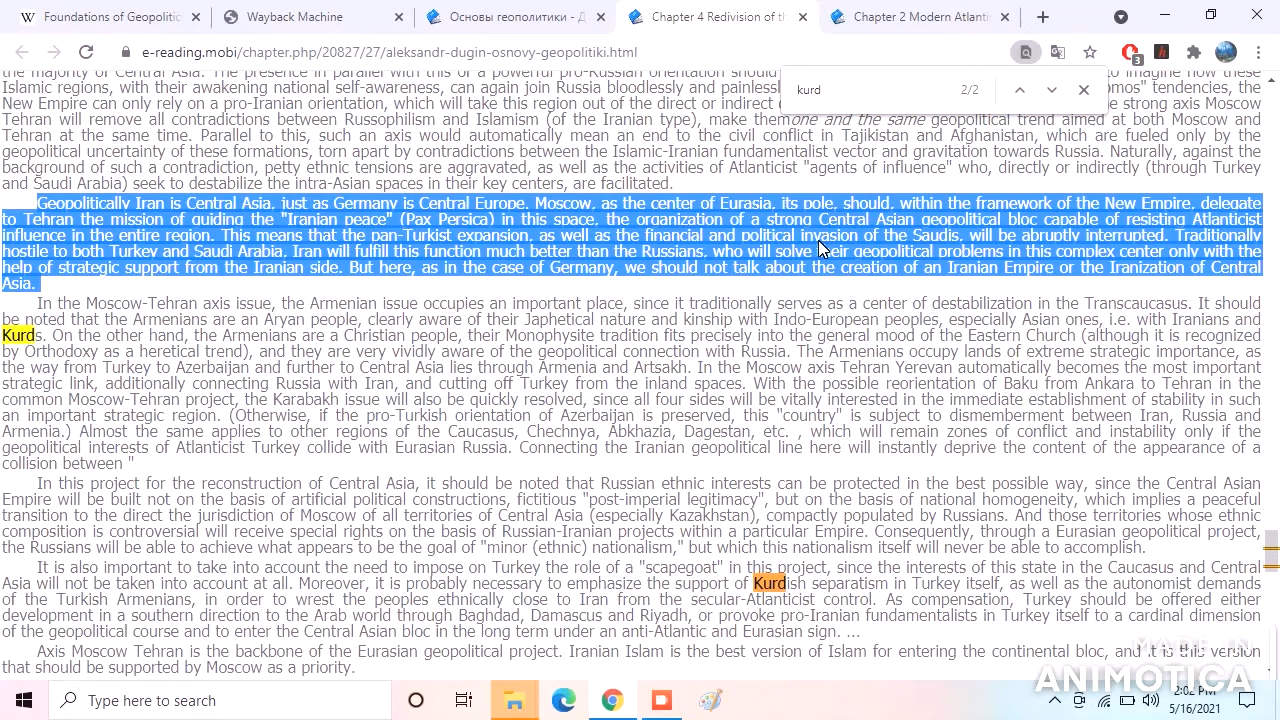 Foundations of Geopolitic
Wayback Machine
Основы геополитики - Д
Chapter 4 Redivision of the
Chapter 2 Modern Atlanti
e-reading.mobi/chapter.php/20827/27/aleksandr-dugin-osnovy-geopolitiki.html
3
kurd
2/2
the majority of Central Asia. The presence in parallel with this of a powerful pro-Russian orientation should to imagine how these
Islamic regions, with their awakening national self-awareness, can again join Russia bloodlessly and painless omos" tendencies, the
New Empire can only rely on a pro-Iranian orientation, which will take this region out of the direct or indirect the strong axis Moscow
Tehran will remove all contradictions between Russophilism and Islamism (of the Iranian type), make them one and the same geopolitical trend aimed at both Moscow and
Tehran at the same time. Parallel to this, such an axis would automatically mean an end to the civil conflict in Tajikistan and Afghanistan, which are fueled only by the
geopolitical uncertainty of these formations, torn apart by contradictions between the Islamic-Iranian fundamentalist vector and gravitation towards Russia. Naturally, against the
background of such a contradiction, petty ethnic tensions are aggravated, as well as the activities of Atlanticist "agents of influence" who, directly or indirectly (through Turkey
and Saudi Arabia) seek to destabilize the intra-Asian spaces in their key centers, are facilitated.
Geopolitically Iran is Central Asia, just as Germany is Central Europe. Moscow, as the center of Eurasia, its pole, should, within the framework of the New Empire, delegate
to Tehran the mission of guiding the "Iranian peace" (Pax Persica) in this space, the organization of a strong Central Asian geopolitical bloc capable of resisting Atlanticist
influence in the entire region. This means that the pan-Turkist expansion, as well as the financial and political invasion of the Saudis, will be abruptly interrupted. Traditionally
hostile to both Turkey and Saudi Arabia, Iran will fulfill this function much better than the Russians, who will solve their geopolitical problems in this complex center only with the
help of strategic support from the Iranian side. But here, as in the case of Germany, we should not talk about the creation of an Iranian Empire or the Iranization of Central
Asia.
In the Moscow-Tehran axis issue, the Armenian issue occupies an important place, since it traditionally serves as a center of destabilization in the Transcaucasus. It should
be noted that the Armenians are an Aryan people, clearly aware of their Japhetical nature and kinship with Indo-European peoples, especially Asian ones, i.e. with Iranians and
Kurds. On the other hand, the Armenians are a Christian people, their Monophysite tradition fits precisely into the general mood of the Eastern Church (although it is recognized
by Orthodoxy as a heretical trend), and they are very vividly aware of the geopolitical connection with Russia. The Armenians occupy lands of extreme strategic importance, as
the way from Turkey to Azerbaijan and further to Central Asia lies through Armenia and Artsakh. In the Moscow axis Tehran Yerevan automatically becomes the most important
strategic link, additionally connecting Russia with Iran, and cutting off Turkey from the inland spaces. With the possible reorientation of Baku from Ankara to Tehran in the
common Moscow-Tehran project, the Karabakh issue will also be quickly resolved, since all four sides will be vitally interested in the immediate establishment of stability in such
an important strategic region. (Otherwise, if the pro-Turkish orientation of Azerbaijan is preserved, this "country" is subject to dismemberment between Iran, Russia and
Armenia.) Almost the same applies to other regions of the Caucasus, Chechnya, Abkhazia, Dagestan, etc. , which will remain zones of conflict and instability only if the
geopolitical interests of Atlanticist Turkey collide with Eurasian Russia. Connecting the Iranian geopolitical line here will instantly deprive the content of the appearance of a
collision between "
In this project for the reconstruction of Central Asia, it should be noted that Russian ethnic interests can be protected in the best possible way, since the Central Asian
Empire will be built not on the basis of artificial political constructions, fictitious "post-imperial legitimacy", but on the basis of national homogeneity, which implies a peaceful
transition to the direct the jurisdiction of Moscow of all territories of Central Asia (especially Kazakhstan), compactly populated by Russians. And those territories whose ethnic
composition is controversial will receive special rights on the basis of Russian-Iranian projects within a particular Empire. Consequently, through a Eurasian geopolitical project,
the Russians will be able to achieve what appears to be the goal of "minor (ethnic) nationalism," but which this nationalism itself will never be able to accomplish.
It is also important to take into account the need to impose on Turkey the role of a "scapegoat" in this project, since the interests of this state in the Caucasus and Central
Asia will not be taken into account at all. Moreover, it is probably necessary to emphasize the support of Kurdish separatism in Turkey itself, as well as the autonomist demands
of the Turkish Armenians, in order to wrest the peoples ethnically close to Iran from the secular-Atlanticist control. As compensation, Turkey should be offered either
development in a southern direction to the Arab world through Baghdad, Damascus and Riyadh, or provoke pro-Iranian fundamentalists in Turkey itself to a cardinal dimension
of the geopolitical course and to enter the Central Asian bloc in the long term under an anti-Atlantic and Eurasian sign. ...
Axis Moscow Tehran is the backbone of the Eurasian geopolitical project. Iranian Islam is the best version of Islam for entering the continental bloc, and it is this version
that should be supported by Moscow as a priority.
MADE IN
ANIMOTICA
Type here to search
2:02 PM
5/16/2021